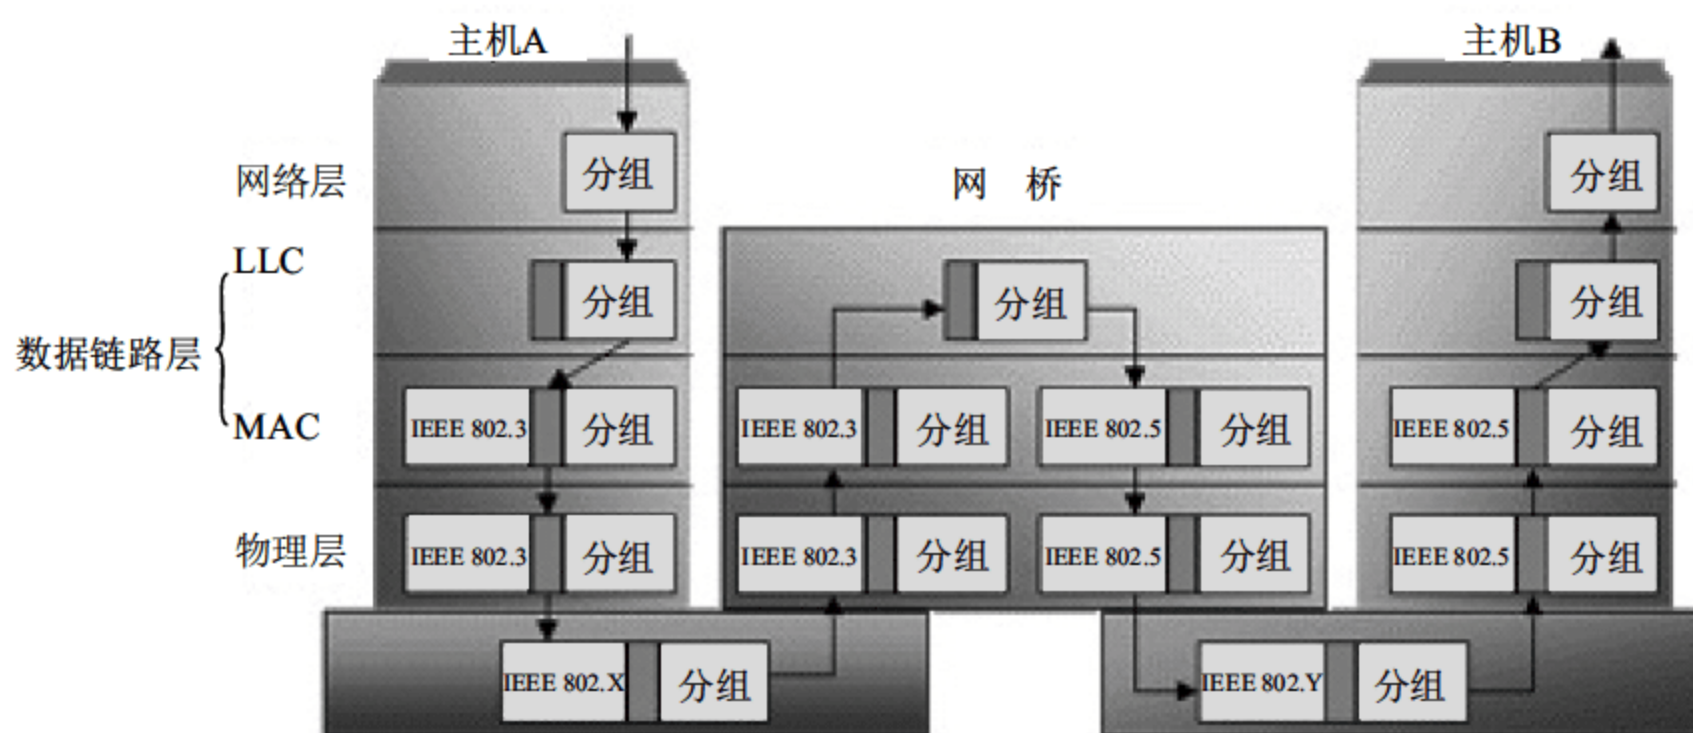 主机A
主机B
分组
网络层
分组
网 桥
LLC
分组
分组
分组
数据链路层
MAC
IEEE 802.3 分组
IEEE 802.3 分组
IEEE 802.5 分组
IEEE 802.5 分组
物理层
IEEE 802.3 分组
IEEE 802.3 分组
IEEE 802.5 分组
IEEE 802.5 分组
IEEE 802.X 分组
IEEE 802.Y 分组